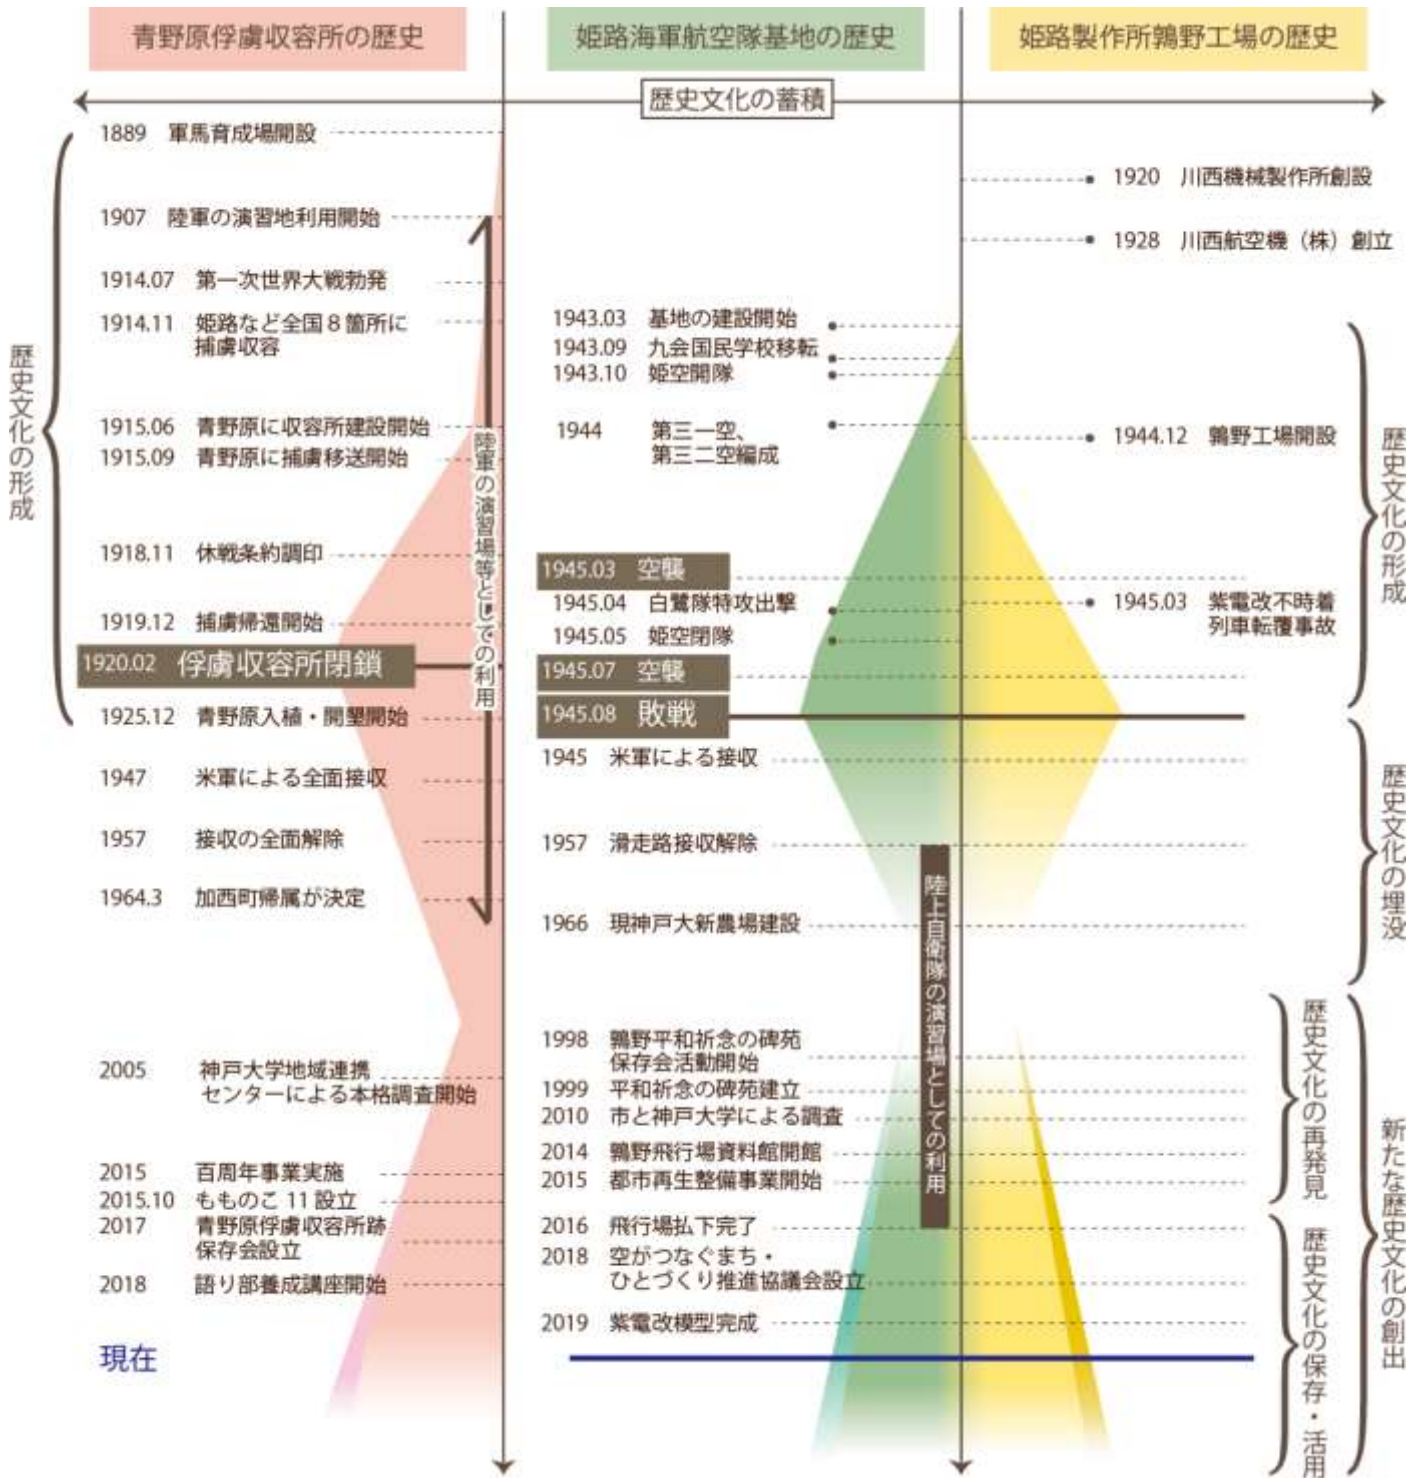 青野原俘虜収容所の歴史
姫路海軍航空隊基地の歴史
姫路製作所鶉野工場の歴史
歴史文化の蓄積
歴史文化の形成
1889 軍馬育成場開設
1907 陸軍の演習地利用開始
1914.07 第一次世界大戦勃発
1914.11 姫路など全国8箇所に
捕虜収容
1915.06 青野原に収容所建設開始
1915.09 青野原に捕虜移送開始
1918.11 休戦条約調印
1919.12 捕虜帰還開始
1920.02 俘虜収容所閉鎖
1925.12 青野原入植・開墾開始
1947 米軍による全面接収
1957 接収の全面解除
1964.3 加西町帰属が決定
2005 神戸大学地域連携
センターによる本格調査開始
2015 百周年事業実施
2015.10 もものこ11設立
2017 青野原俘虜収容所跡
保存会設立
2018 語り部養成講座開始
現在
陸軍の演習場等としての利用
1943.03 基地の建設開始
1943.09 九会国民学校移転
1943.10 姫空開隊
1944 第三一空、
第三二空編成
1945.03 空襲
1945.04 白鷺隊特攻出撃
1945.05 姫空閉隊
1945.07 空襲
1945.08 敗戦
1945 米軍による接収
1957 滑走路接収解除
1966 現神戸大新農場建設
1998 鶉野平和祈念の碑苑
保存会活動開始
1999 平和祈念の碑苑建立
2010 市と神戸大学による調査
2014 鶉野飛行場資料館開館
2015 都市再生整備事業開始
2016 飛行場払下完了
2018 空がつなぐまち・
ひとづくり推進協議会設立
2019 紫電改模型完成
陸上自衛隊の演習場としての利用
1920 川西機械製作所創設
1928 川西航空機（株）創立
1944.12 鶉野工場開設
1945.03 紫電改不時着
列車転覆事故
歴史文化の形成
歴史文化の埋没
歴史文化の再発見
歴史文化の保存・活用
新たな歴史文化の創出